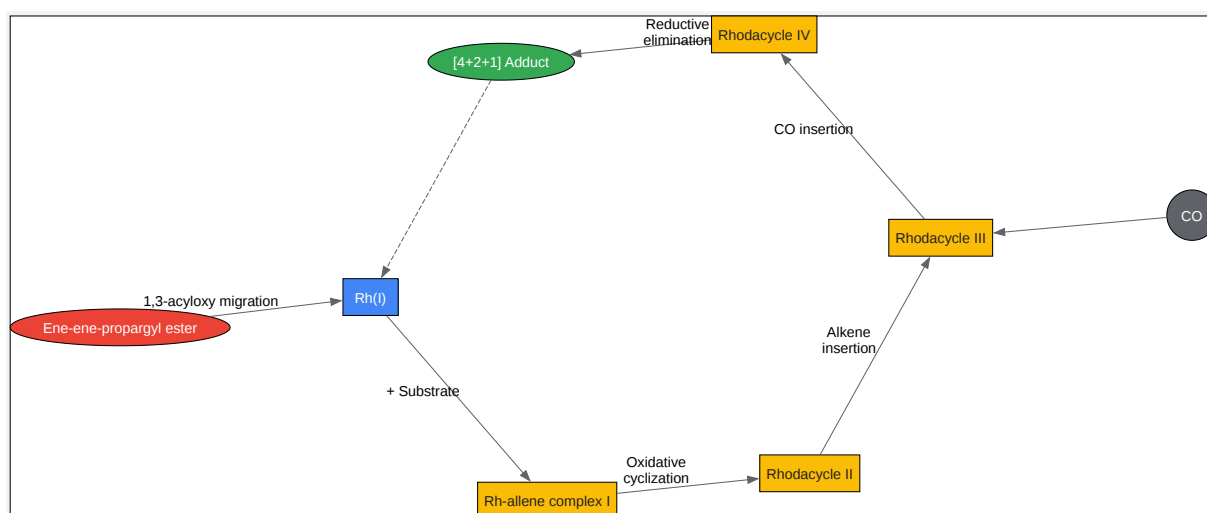 Reductive
elimination
Rhodacycle IV
[4+2+1] Adduct
CO insertion
CO
Rhodacycle III
1,3-acyloxy migration
Rh(I)
Ene-ene-propargyl ester
Alkene
insertion
+ Substrate
Oxidative
cyclization
Rhodacycle II
Rh-allene complex I